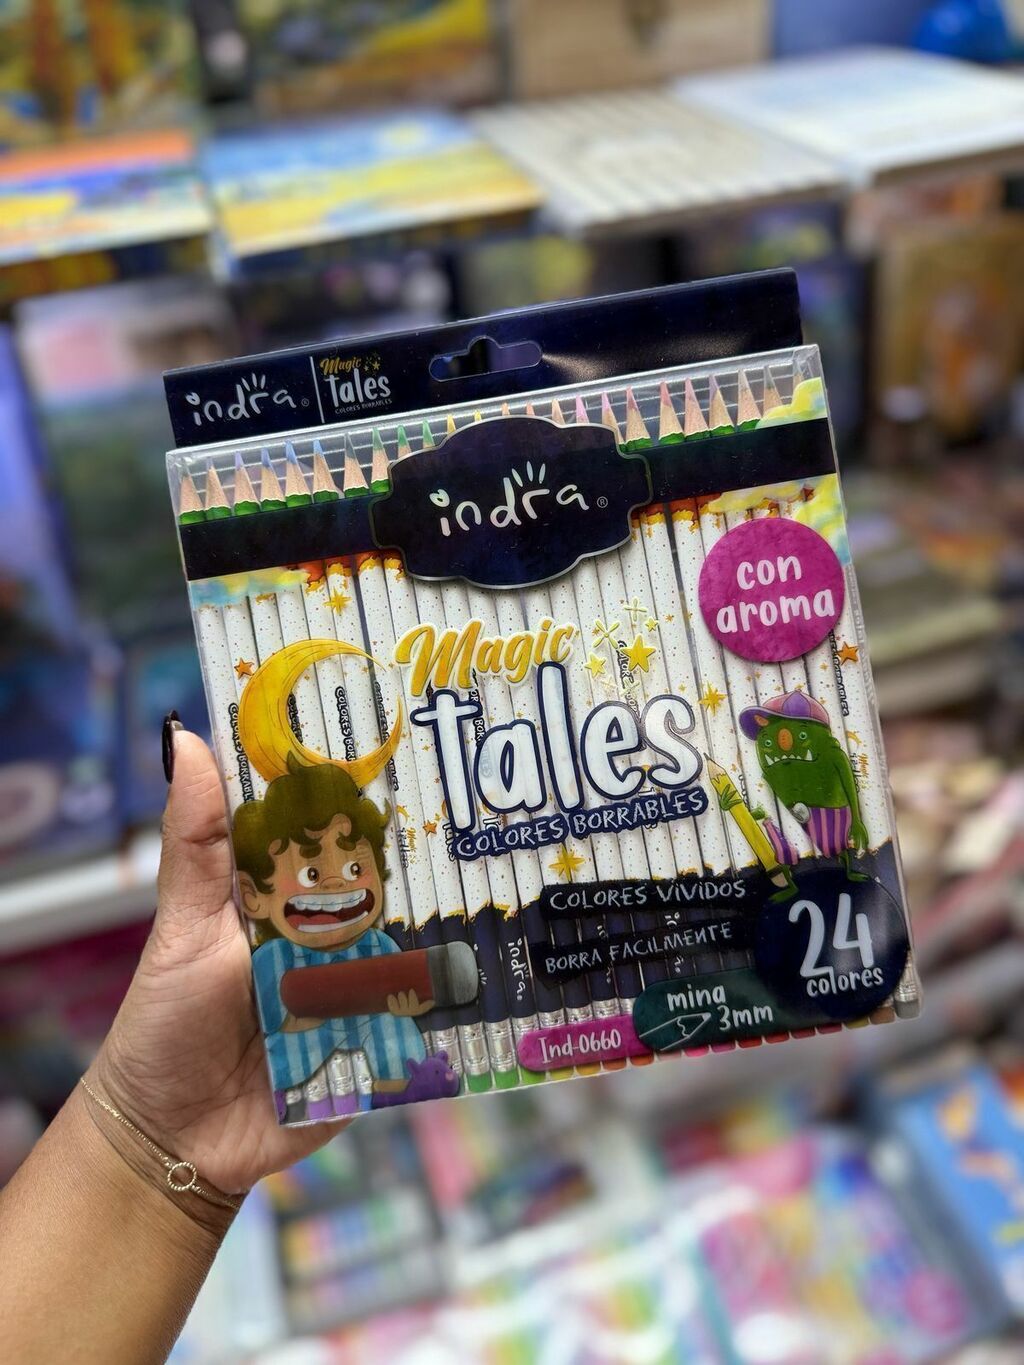 indra®
Magic
tales
COLORES BORRABLES
indra®
con
aroma
Magic
tales
COLORES BORRABLES
COLORES VIVIDOS
BORRA FACILMENTE
24
colores
mina
3mm
Ind-0660
indra